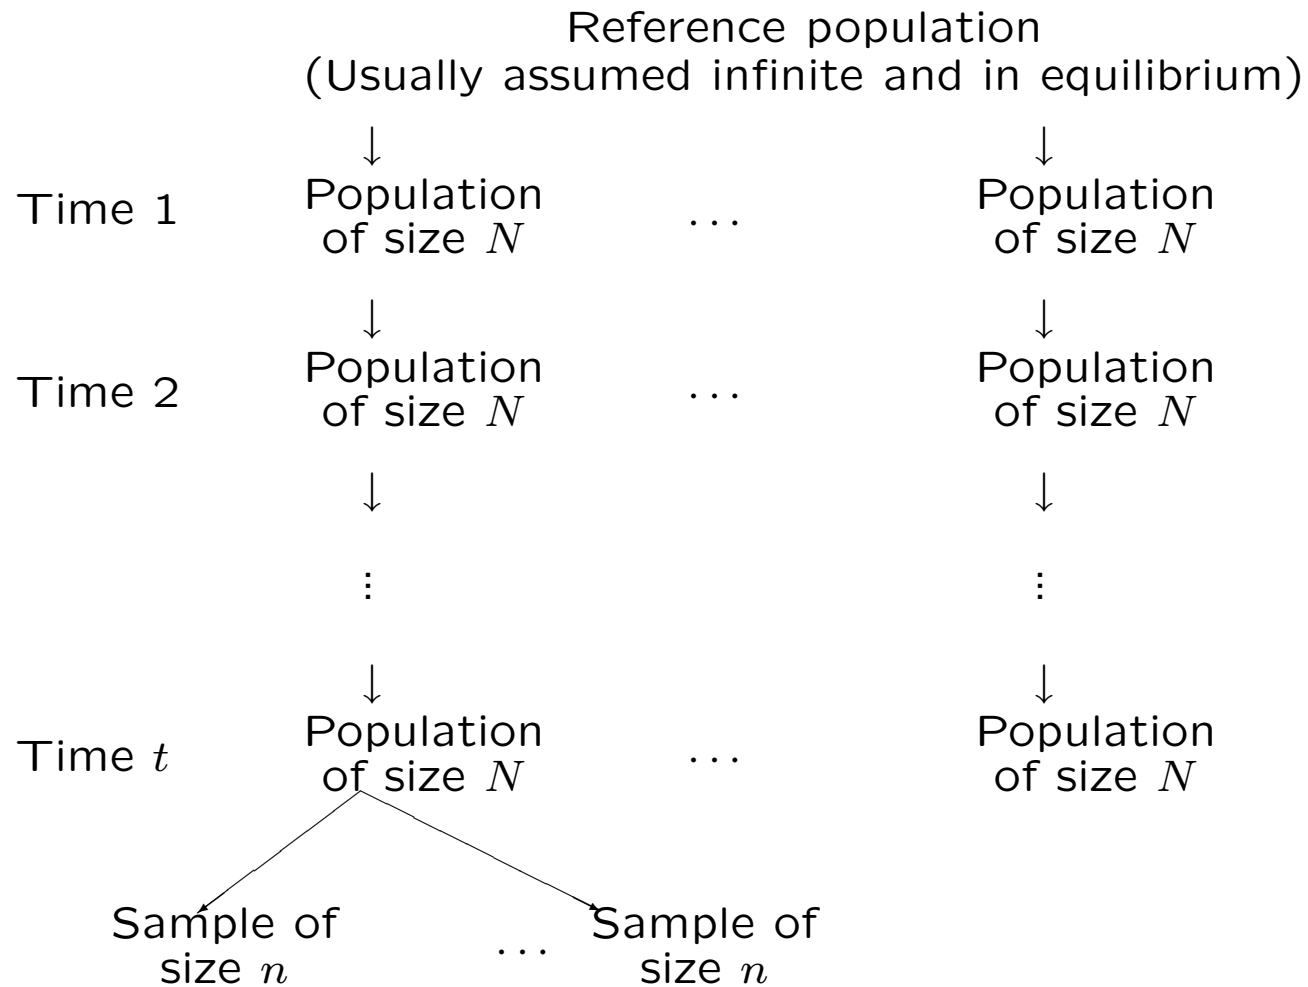 Reference population
(Usually assumed infinite and in equilibrium)
Time 1
Population
of size N
...
Population
of size N
Time 2
Population
of size N
...
Population
of size N
⋮
⋮
Time t
Population
of size N
...
Population
of size N
Sample of
size n
...
Sample of
size n